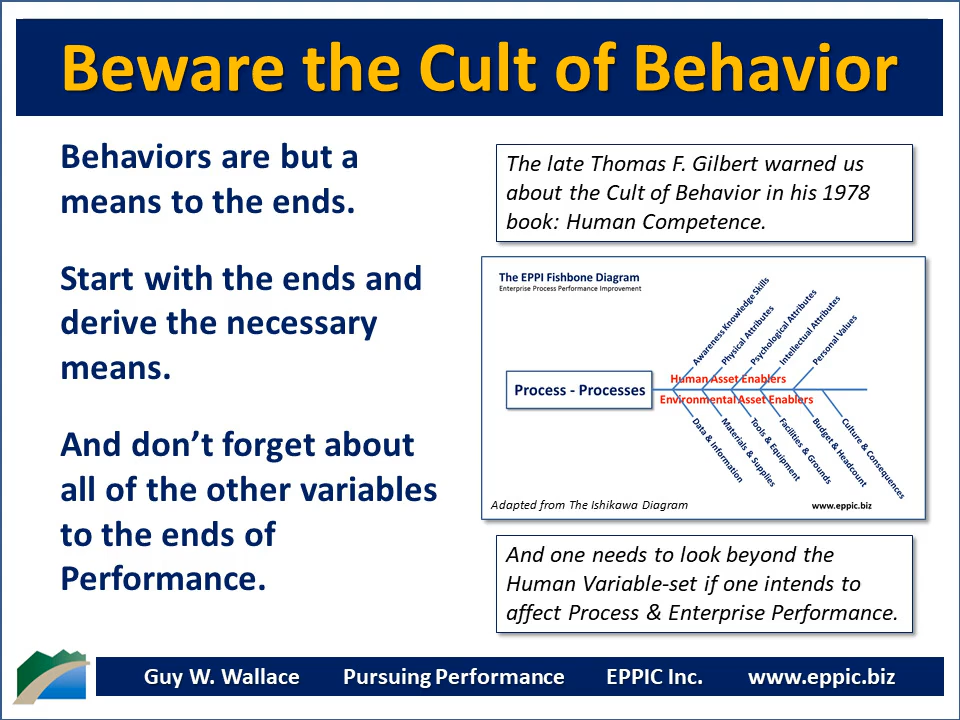 Beware the Cult of Behavior
Behaviors are but a
means to the ends.
Start with the ends and
derive the necessary
means.
And don’t forget about
all of the other variables
to the ends of
Performance.
The late Thomas F. Gilbert warned us
about the Cult of Behavior in his 1978
book: Human Competence.
The EPPI Fishbone Diagram
Enterprise Process Performance Improvement
Awareness Knowledge Skills
Physical Attributes
Psychological Attributes
Intellectual Attributes
Personal Values
Human Asset Enablers
Process - Processes
Environmental Asset Enablers
Data & Information
Materials & Supplies
Tools & Equipment
Facilities & Grounds
Budget & Headcount
Culture & Consequences
Adapted from The Ishikawa Diagram
www.eppic.biz
And one needs to look beyond the
Human Variable-set if one intends to
affect Process & Enterprise Performance.
Guy W. Wallace Pursuing Performance EPPIC Inc. www.eppic.biz